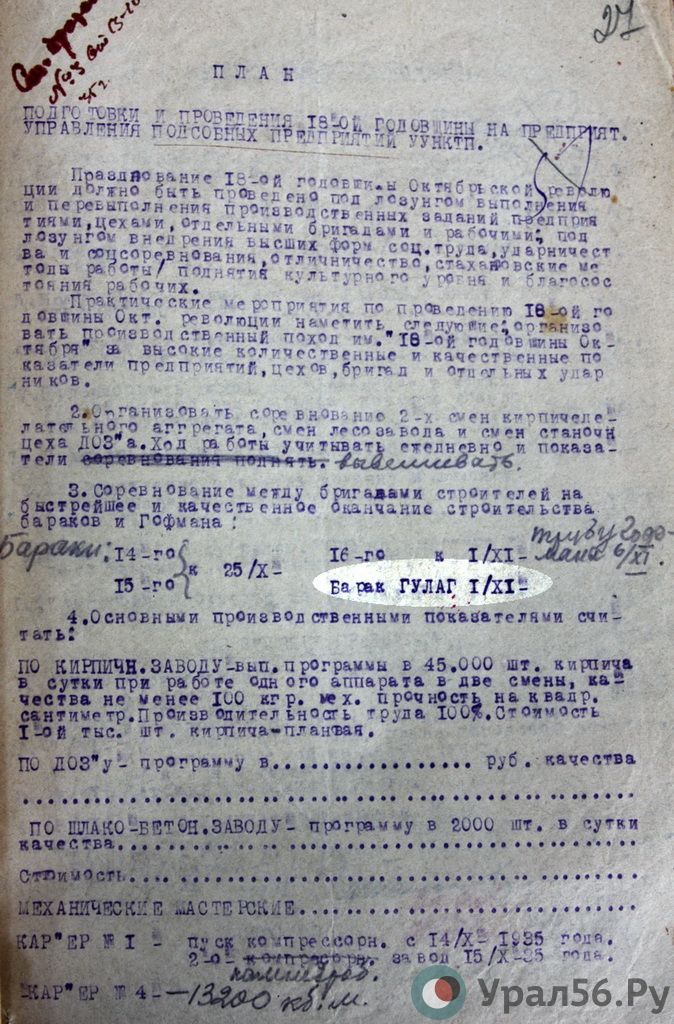 27
№3
П Л А Н
ПОДГОТОВКИ И ПРОВЕДЕНИЯ 18-ОЙ ГОДОВЩИНЫ НА ПРЕДПРИЯТ.
УПРАВЛЕНИЯ ПОДСОБНЫХ ПРЕДПРИЯТИЙ УУНКТП.
Празднование 18-ой годовщины Октябрьской револю
ции должно быть проведено под лозунгом выполнения
и перевыполнения производственных заданий предприя
тиями,цехами,отдельными бригадами и рабочими; под
лозунгом внедрения высших форм соц.труда,ударничест
ва и соцсоревнования,отличничество,стахановские ме
тоды работы/ поднятия культурного уровня и благосос
тояния рабочих.
Практические мероприятия по проведению 18-ой го
довщины Окт. революции наметить следующие:организо
вать производственный поход им."18-ой годовщины Ок-
тября" за высокие количественные и качественные по
казатели предприятий,цехов,бригад и отдельных удар
ников.
2.Организовать соревнование 2-х смен кирпичеде-
лательного аггрегата,смен лесозавода и смен станочн
цеха ДОЗ"а.Ход работы учитывать ежедневно и показа-
тели соревнования поднять. вывешивать.
3.Соревнование между бригадами строителей на
быстрейшее и качественное окончание строительства
бараков и Гофмана:
Бараки: 14-го 16-го к I/XI- трубу Гоф-
к 25/X- мана 6/XI.
15-го Барак ГУЛАГ I/XI-
4.Основными производственными показателями счи-
тать:
ПО КИРПИЧН.ЗАВОДУ-вып.программы в 45.000 шт.кирпича
в сутки при работе одного аппарата в две смены,ка-
чества не менее 100 кгр.мех.прочность на квадр.
сантиметр.Производительность труда 100%.Стоимость
I-ой тыс. шт. кирпича-плановая.
ПО ДОЗ"у- программу в.................. руб. качества
..................................................
ПО ШЛАКО-БЕТОН.ЗАВОДУ- программу в 2000 шт. в сутки
качества..........................................
Стоимость.........................................
МЕХАНИЧЕСКИЕ МАСТЕРСКИЕ...........................
КАР"ЕР №I - пуск компрессорн. с 14/X-1935 года.
2-о- компресорн. завод 15/X-35 года.
КАР"ЕР №4- -13200 кб.м.
Урал56.Ру